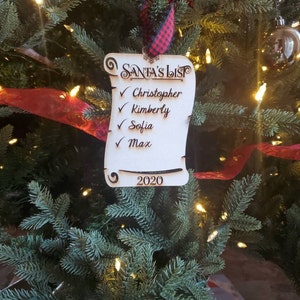 SANTA'S LIST
✓ Christopher
✓ Kimberly
✓ Sofia
✓ Max
2020